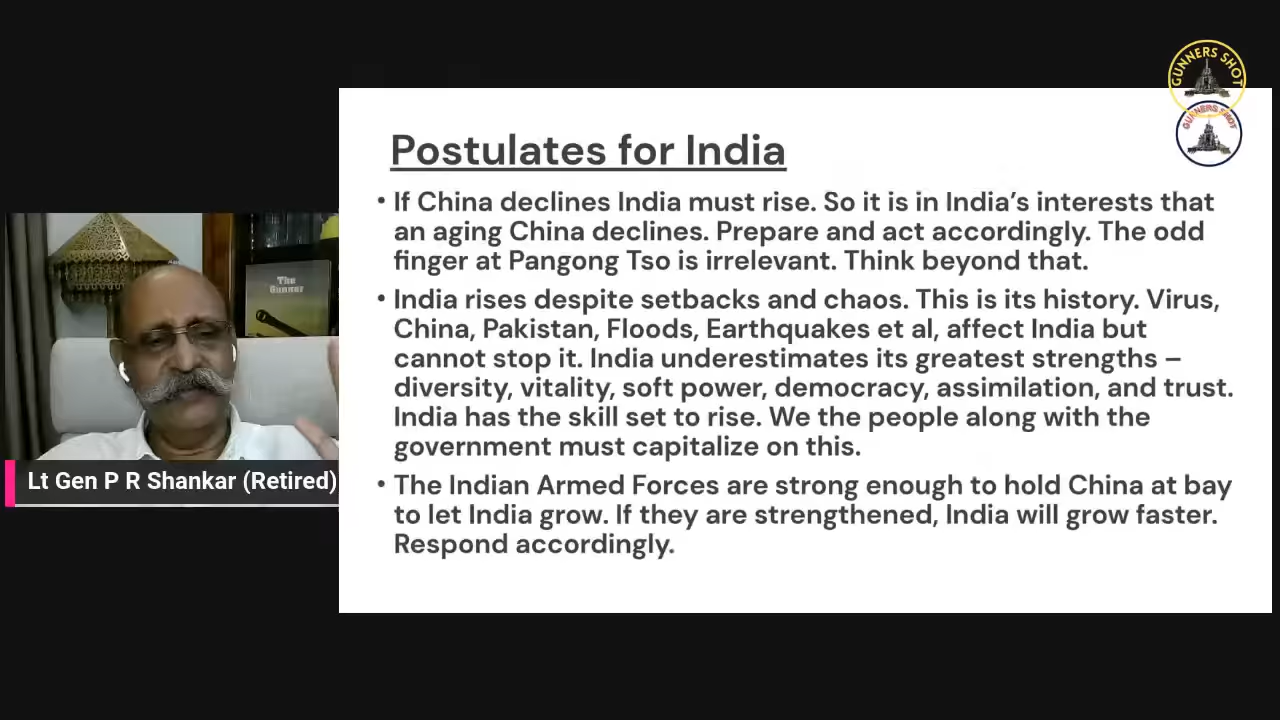 GUNNERS SHOT
GUNNERS SHOT
Postulates for India
• If China declines India must rise. So it is in India’s interests that
an aging China declines. Prepare and act accordingly. The odd
finger at Pangong Tso is irrelevant. Think beyond that.
• India rises despite setbacks and chaos. This is its history. Virus,
China, Pakistan, Floods, Earthquakes et al, affect India but
cannot stop it. India underestimates its greatest strengths –
diversity, vitality, soft power, democracy, assimilation, and trust.
India has the skill set to rise. We the people along with the
government must capitalize on this.
• The Indian Armed Forces are strong enough to hold China at bay
to let India grow. If they are strengthened, India will grow faster.
Respond accordingly.
The
Gunner
Lt Gen P R Shankar (Retired)